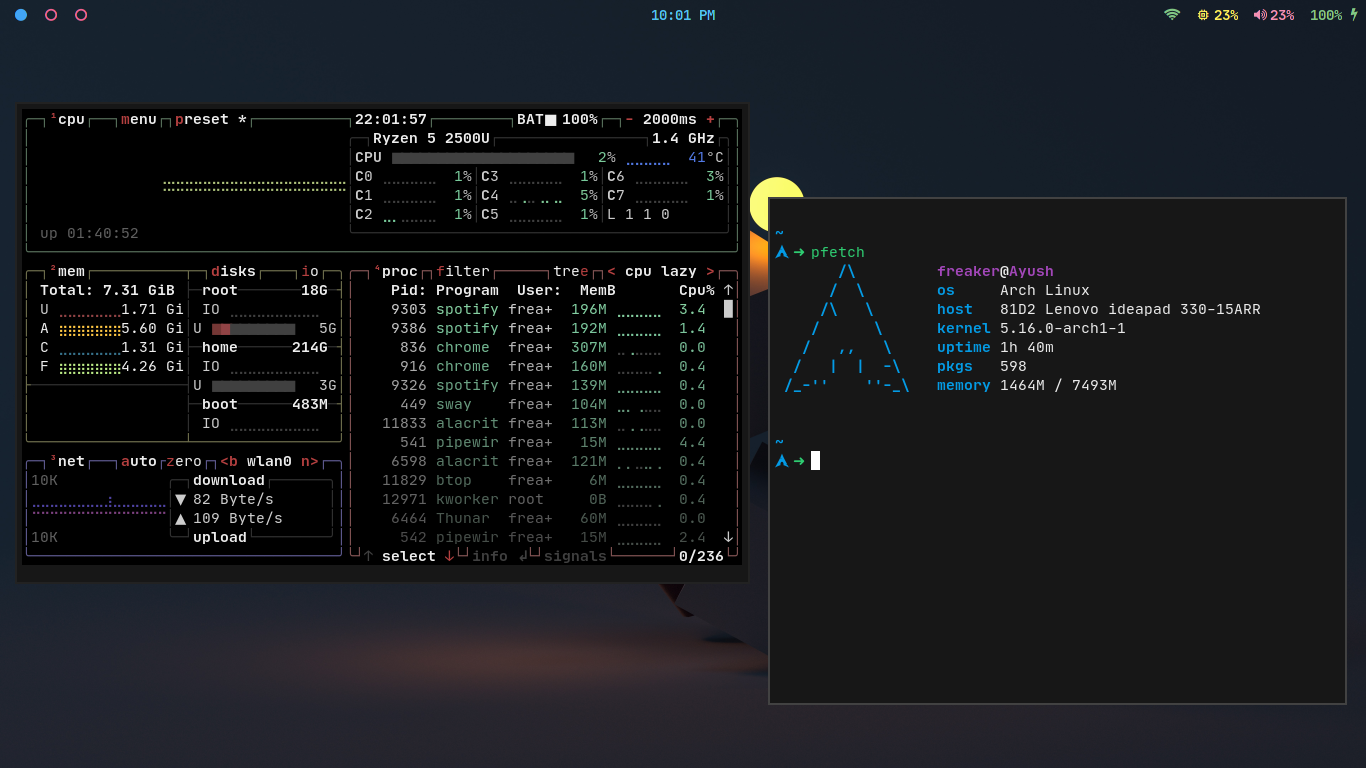 10:01 PM 23% 23% 100%
¹cpu menu preset * 22:01:57 BAT■ 100% - 2000ms +
Ryzen 5 2500U 1.4 GHz
CPU 2% 41°C
C0 1% C3 1% C6 3%
C1 1% C4 5% C7 1%
C2 1% C5 1% L 1 1 0
up 01:40:52
²mem disks io
Total: 7.31 GiB root 18G
U 1.71 Gi IO
A 5.60 Gi U 5G
C 1.31 Gi home 214G
F 4.26 Gi IO
U 3G
boot 483M
IO
³net auto zero <b wlan0 n>
10K download
▼ 82 Byte/s
▲ 109 Byte/s
10K upload
⁴proc filter tree < cpu lazy >
Pid: Program User: MemB Cpu% ↑
9303 spotify frea+ 196M 3.4
9386 spotify frea+ 192M 1.4
836 chrome frea+ 307M 0.0
916 chrome frea+ 160M 0.4
9326 spotify frea+ 139M 0.4
449 sway frea+ 104M 0.0
11833 alacrit frea+ 113M 0.0
541 pipewir frea+ 15M 4.4
6598 alacrit frea+ 121M 0.4
11829 btop frea+ 6M 0.4
12971 kworker root 0B 0.4
6464 Thunar frea+ 60M 0.0
542 pipewir frea+ 15M 2.4 ↓
↑ select ↓ info ↲ signals 0/236
~
➜ pfetch
freaker@Ayush
os Arch Linux
host 81D2 Lenovo ideapad 330-15ARR
kernel 5.16.0-arch1-1
uptime 1h 40m
pkgs 598
memory 1464M / 7493M
~
➜